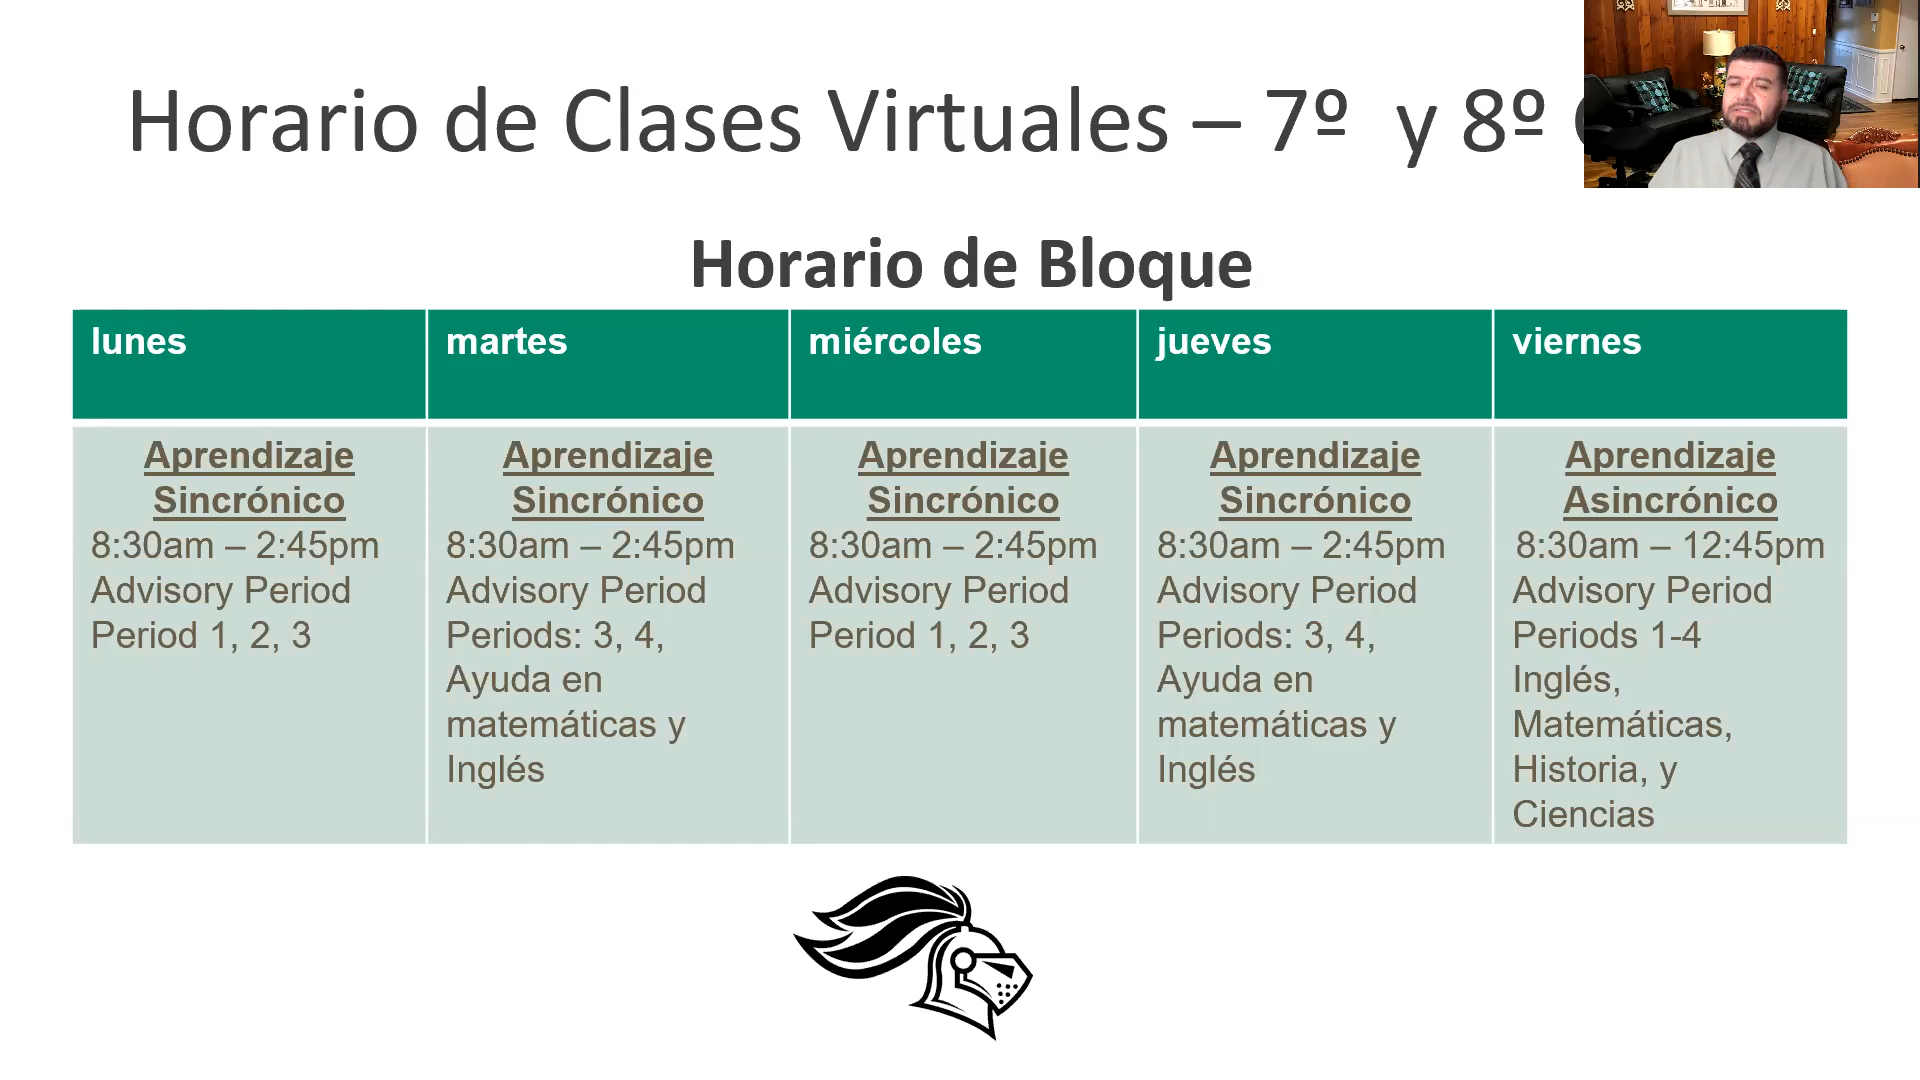 Horario de Clases Virtuales – 7º y 8º
Horario de Bloque
lunes
martes
miércoles
jueves
viernes
Aprendizaje
Sincrónico
8:30am – 2:45pm
Advisory Period
Period 1, 2, 3
Aprendizaje
Sincrónico
8:30am – 2:45pm
Advisory Period
Periods: 3, 4,
Ayuda en
matemáticas y
Inglés
Aprendizaje
Sincrónico
8:30am – 2:45pm
Advisory Period
Period 1, 2, 3
Aprendizaje
Sincrónico
8:30am – 2:45pm
Advisory Period
Periods: 3, 4,
Ayuda en
matemáticas y
Inglés
Aprendizaje
Asincrónico
8:30am – 12:45pm
Advisory Period
Periods 1-4
Inglés,
Matemáticas,
Historia, y
Ciencias